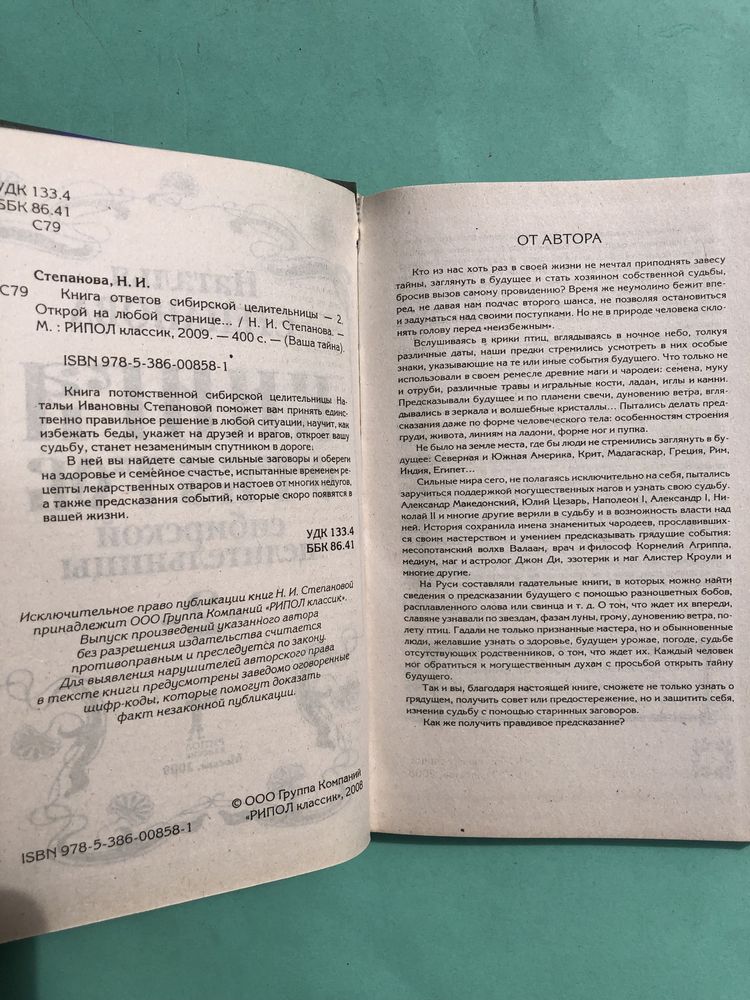 УДК 133.4
ББК 86.41
С79
Степанова, Н. И.
С79 Книга ответов сибирской целительницы — 2.
Открой на любой странице... / Н. И. Степанова. –
М. : РИПОЛ классик, 2009. — 400 с. — (Ваша тайна).
ISBN 978-5-386-00858-1
Книга потомственной сибирской целительницы На-
тальи Ивановны Степановой поможет вам принять единс-
твенно правильное решение в любой ситуации, научит, как
избежать беды, укажет на друзей и врагов, откроет вашу
судьбу, станет незаменимым спутником в дороге.
В ней вы найдете самые сильные заговоры и обереги
на здоровье и семейное счастье, испытанные временем ре-
цепты лекарственных отваров и настоев от многих недугов,
а также предсказания событий, которые скоро появятся в
вашей жизни.
УДК 133.4
ББК 86.41
Исключительное право публикации книг Н. И. Степановой
принадлежит ООО Группа Компаний «РИПОЛ классик».
Выпуск произведений указанного автора
без разрешения издательства считается
противоправным и преследуется по закону.
Для выявления нарушителей авторского права
в тексте книги предусмотрены заведомо оговоренные
шифр-коды, которые помогут доказать
факт незаконной публикации.
© ООО Группа Компаний
«РИПОЛ классик», 2008
ISBN 978-5-386-00858-1
ОТ АВТОРА
Кто из нас хоть раз в своей жизни не мечтал приподнять завесу
тайны, заглянуть в будущее и стать хозяином собственной судьбы,
бросив вызов самому провидению? Время же неумолимо бежит впе-
ред, не давая нам подчас второго шанса, не позволяя остановиться
и задуматься над своими поступками. Но не в природе человека скло-
нять голову перед «неизбежным».
Вслушиваясь в крики птиц, вглядываясь в ночное небо, толкуя
различные даты, наши предки стремились усмотреть в них особые
знаки, указывающие на те или иные события будущего. Что только не
использовали в своем ремесле древние маги и чародеи: семена, муку
и отруби, различные травы и игральные кости, ладан, иглы и камни.
Предсказывали будущее и по пламени свечи, дуновению ветра, вгля-
дывались в зеркала и волшебные кристаллы... Пытались делать пред-
сказания даже по форме человеческого тела: особенностям строения
груди, живота, линиям на ладони, форме ног и пупка.
Не было на земле места, где бы люди не стремились заглянуть в бу-
дущее: Северная и Южная Америка, Крит, Мадагаскар, Греция, Рим,
Индия, Египет...
Сильные мира сего, не полагаясь исключительно на себя, пытались
заручиться поддержкой могущественных магов и узнать свою судьбу.
Александр Македонский, Юлий Цезарь, Наполеон I, Александр I, Ни-
колай II и многие другие верили в судьбу и в возможность власти над
ней. История сохранила имена знаменитых чародеев, прославивших-
ся своим мастерством и умением предсказывать грядущие события:
месопотамский волхв Валаам, врач и философ Корнелий Агриппа,
медиум, маг и астролог Джон Ди, эзотерик и маг Алистер Кроули и
многие другие.
На Руси составляли гадательные книги, в которых можно найти
сведения о предсказании будущего с помощью разноцветных бобов,
расплавленного олова или свинца и т. д. О том, что ждет их впереди,
славяне узнавали по звездам, фазам луны, грому, дуновению ветра, по-
лету птиц. Гадали не только признанные мастера, но и обыкновенные
люди, желавшие узнать о здоровье, будущем урожае, погоде, судьбе
отсутствующих родственников, о том, что ждет их. Каждый человек
мог обратиться к могущественным духам с просьбой открыть тайну
будущего.
Так и вы, благодаря настоящей книге, сможете не только узнать о
грядущем, получить совет или предостережение, но и защитить себя,
изменив судьбу с помощью старинных заговоров.
Как же получить правдивое предсказание?